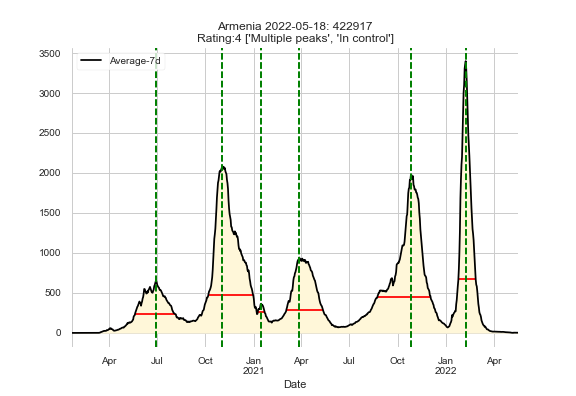 Armenia 2022-05-18: 422917
Rating:4 ['Multiple peaks', 'In control']
Average-7d
3500
3000
2500
2000
1500
1000
500
0
Apr Jul Oct Jan Apr Jul Oct Jan Apr
2021 2022
Date